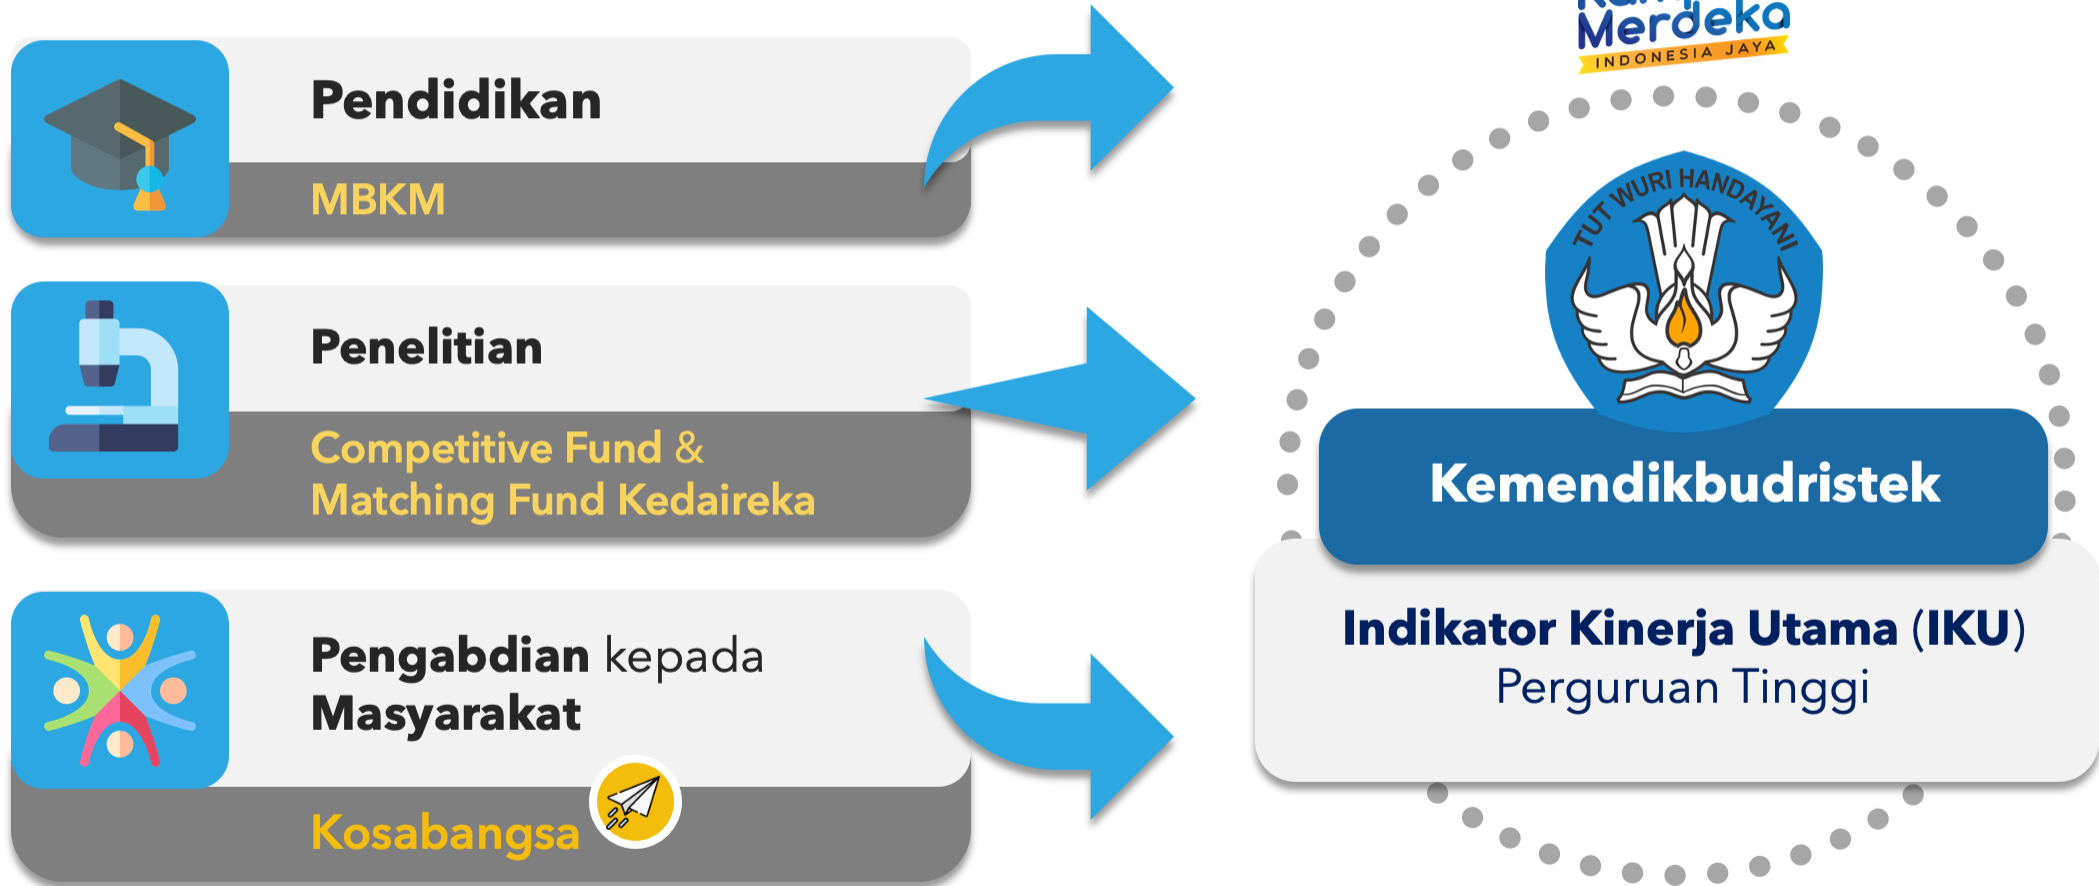 Pendidikan
MBKM
Penelitian
Competitive Fund &
Matching Fund Kedaireka
Pengabdian kepada
Masyarakat
Kosabangsa
Merdeka
INDONESIA JAYA
TUT WURI HANDAYANI
Kemendikbudristek
Indikator Kinerja Utama (IKU)
Perguruan Tinggi